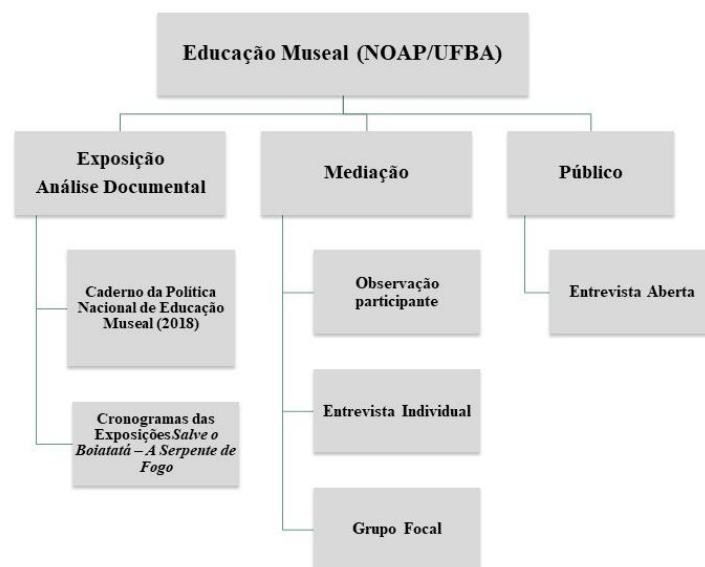 Educação Museal (NOAP/UFBA)
Exposição
Análise Documental
Mediação
Público
Caderno da Política
Nacional de Educação
Museal (2018)
Observação
participante
Entrevista Aberta
Cronogramas das
ExposiçõesSalve o
Boiatatá – A Serpente de
Fogo
Entrevista Individual
Grupo Focal